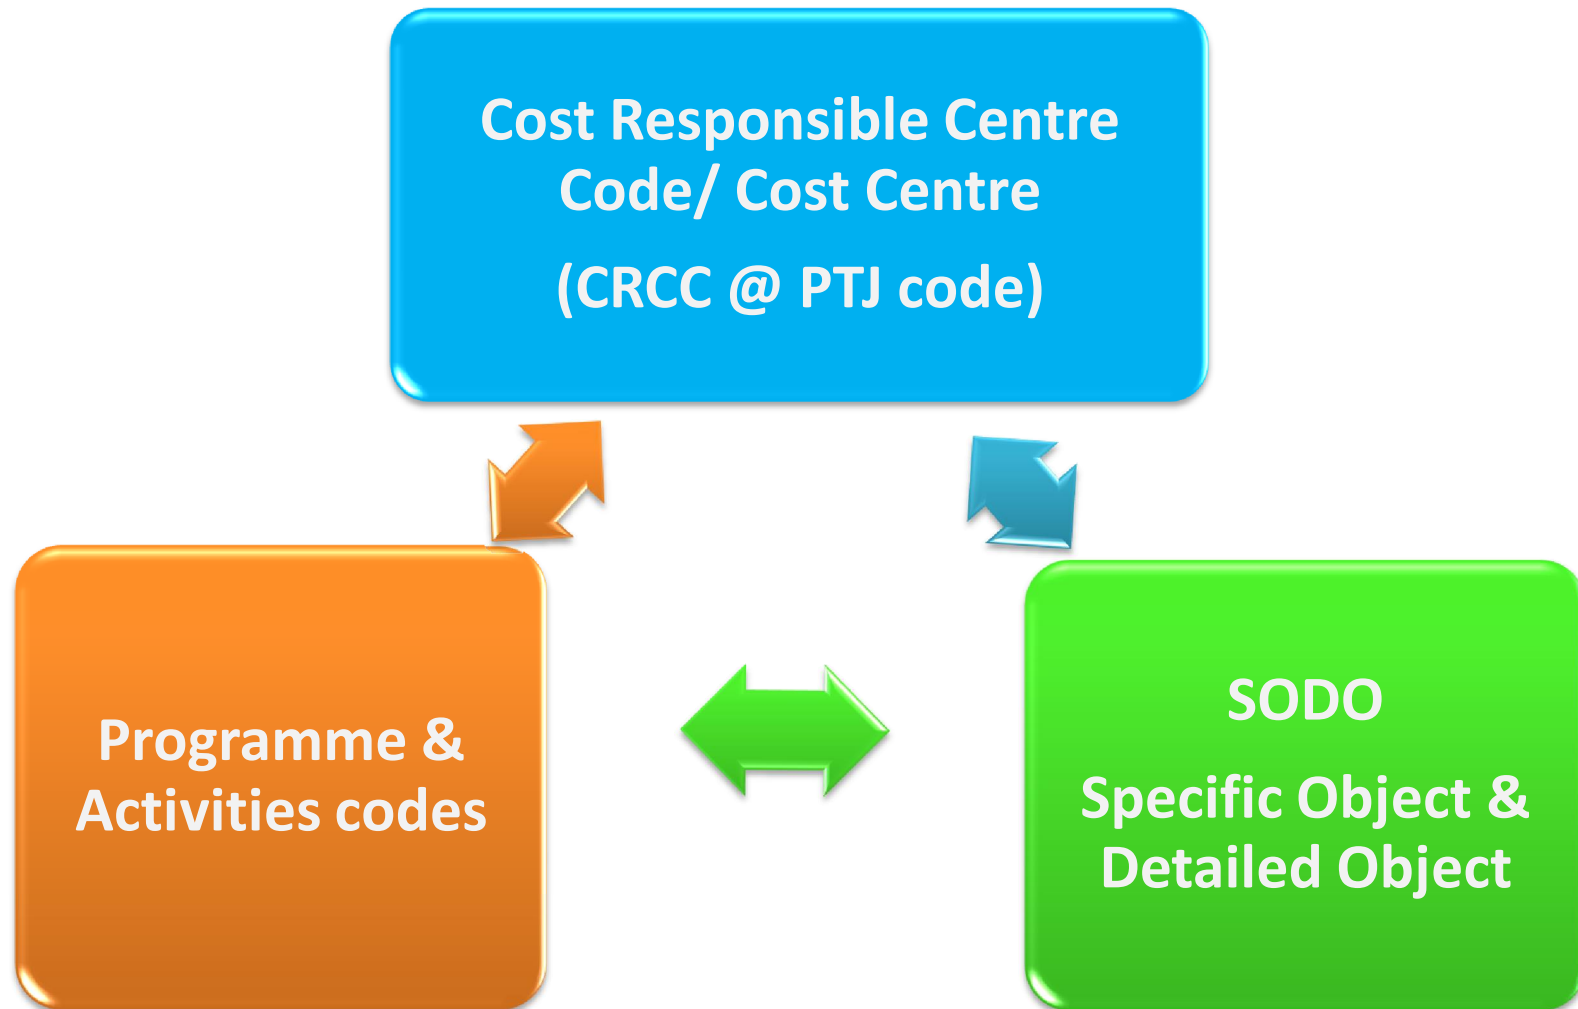 Cost Responsible Centre
Code/ Cost Centre
(CRCC @ PTJ code)
Programme &
Activities codes
SODO
Specific Object &
Detailed Object